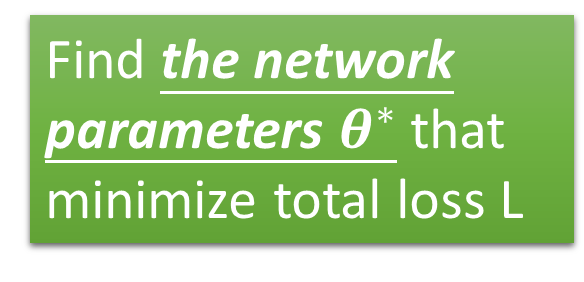 Find the network
parameters θ* that
minimize total loss L